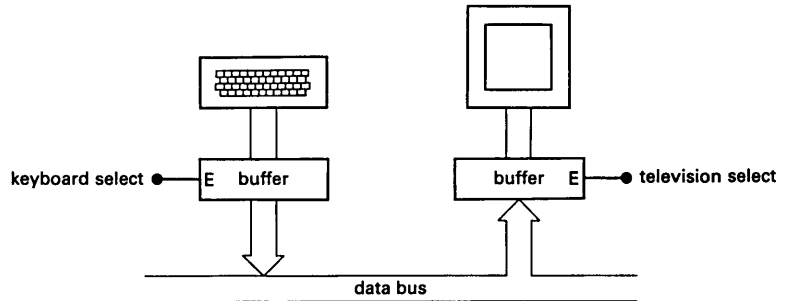 keyboard select
E buffer
buffer E
television select
data bus